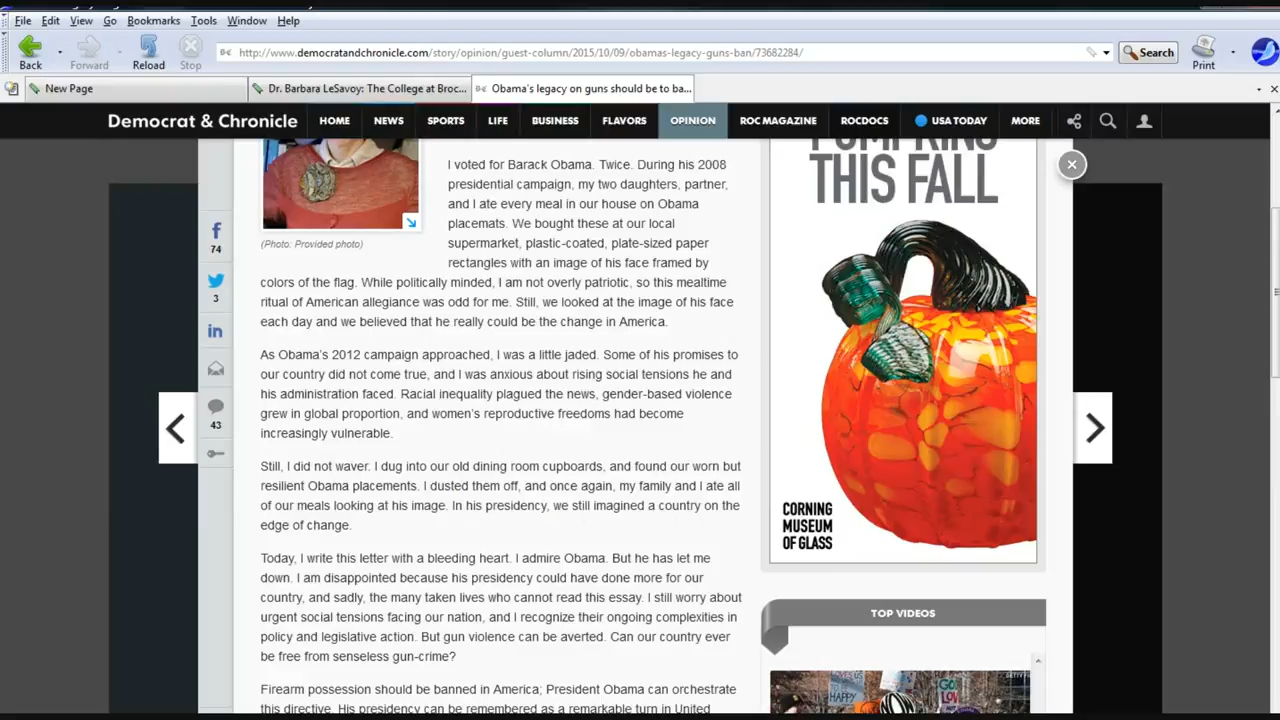 File Edit View Go Bookmarks Tools Window Help
Back Forward Reload Stop
http://www.democratandchronicle.com/story/opinion/guest-column/2015/10/09/obamas-legacy-guns-ban/73682284/
Search
Print
New Page
Dr. Barbara LeSavoy: The College at Broc...
Obama's legacy on guns should be to ba...
Democrat & Chronicle
HOME NEWS SPORTS LIFE BUSINESS FLAVORS OPINION ROC MAGAZINE ROCDOCS USA TODAY MORE
74
3
43
(Photo: Provided photo)
I voted for Barack Obama. Twice. During his 2008
presidential campaign, my two daughters, partner,
and I ate every meal in our house on Obama
placemats. We bought these at our local
supermarket, plastic-coated, plate-sized paper
rectangles with an image of his face framed by
colors of the flag. While politically minded, I am not overly patriotic, so this mealtime
ritual of American allegiance was odd for me. Still, we looked at the image of his face
each day and we believed that he really could be the change in America.
As Obama's 2012 campaign approached, I was a little jaded. Some of his promises to
our country did not come true, and I was anxious about rising social tensions he and
his administration faced. Racial inequality plagued the news, gender-based violence
grew in global proportion, and women's reproductive freedoms had become
increasingly vulnerable.
Still, I did not waver. I dug into our old dining room cupboards, and found our worn but
resilient Obama placements. I dusted them off, and once again, my family and I ate all
of our meals looking at his image. In his presidency, we still imagined a country on the
edge of change.
Today, I write this letter with a bleeding heart. I admire Obama. But he has let me
down. I am disappointed because his presidency could have done more for our
country, and sadly, the many taken lives who cannot read this essay. I still worry about
urgent social tensions facing our nation, and I recognize their ongoing complexities in
policy and legislative action. But gun violence can be averted. Can our country ever
be free from senseless gun-crime?
Firearm possession should be banned in America; President Obama can orchestrate
this directive. His presidency can be remembered as a remarkable turn in United
PUMPKINS
THIS FALL
CORNING
MUSEUM
OF GLASS
TOP VIDEOS
HAPPY